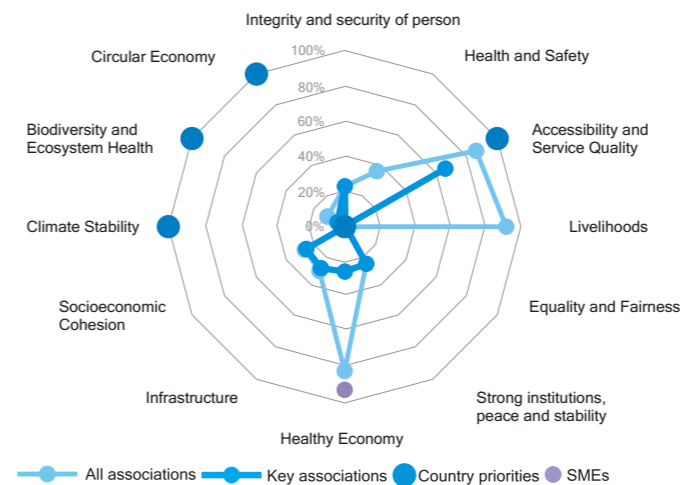 Integrity and security of person
100%
Circular Economy
Health and Safety
80%
60%
Biodiversity and
Ecosystem Health
Accessibility and
Service Quality
40%
20%
0%
Climate Stability
Livelihoods
Socioeconomic
Cohesion
Equality and Fairness
Infrastructure
Strong institutions,
peace and stability
Healthy Economy
All associations Key associations Country priorities SMEs